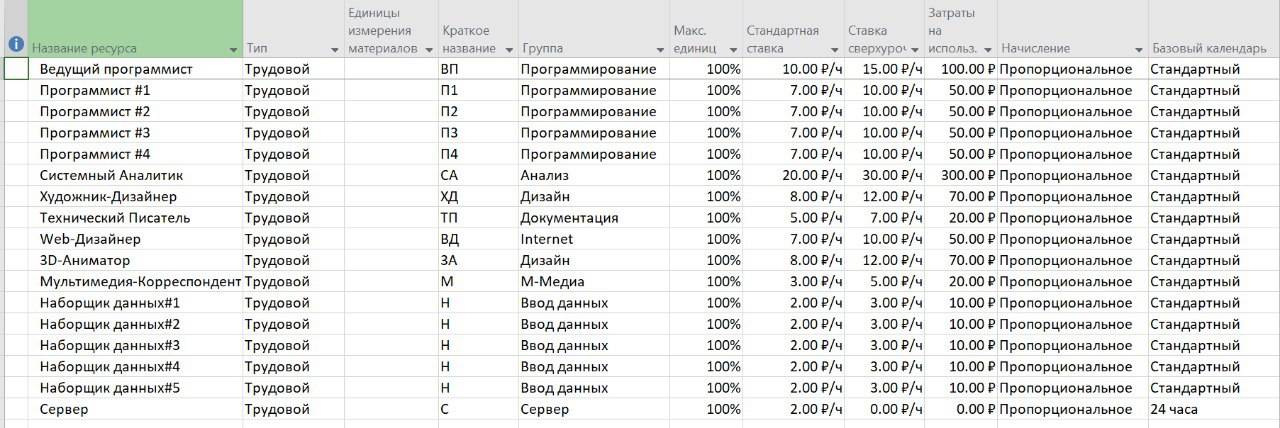 Название ресурса Тип Единицы измерения материалов Краткое название Группа Макс. единиц Стандартная ставка Ставка сверхуроч Затраты на использ. Начисление Базовый календарь
Ведущий программист Трудовой ВП Программирование 100% 10.00 ₽/ч 15.00 ₽/ч 100.00 ₽ Пропорциональное Стандартный
Программист #1 Трудовой П1 Программирование 100% 7.00 ₽/ч 10.00 ₽/ч 50.00 ₽ Пропорциональное Стандартный
Программист #2 Трудовой П2 Программирование 100% 7.00 ₽/ч 10.00 ₽/ч 50.00 ₽ Пропорциональное Стандартный
Программист #3 Трудовой П3 Программирование 100% 7.00 ₽/ч 10.00 ₽/ч 50.00 ₽ Пропорциональное Стандартный
Программист #4 Трудовой П4 Программирование 100% 7.00 ₽/ч 10.00 ₽/ч 50.00 ₽ Пропорциональное Стандартный
Системный Аналитик Трудовой СА Анализ 100% 20.00 ₽/ч 30.00 ₽/ч 300.00 ₽ Пропорциональное Стандартный
Художник-Дизайнер Трудовой ХД Дизайн 100% 8.00 ₽/ч 12.00 ₽/ч 70.00 ₽ Пропорциональное Стандартный
Технический Писатель Трудовой ТП Документация 100% 5.00 ₽/ч 7.00 ₽/ч 20.00 ₽ Пропорциональное Стандартный
Web-Дизайнер Трудовой ВД Internet 100% 7.00 ₽/ч 10.00 ₽/ч 50.00 ₽ Пропорциональное Стандартный
3D-Аниматор Трудовой 3А Дизайн 100% 8.00 ₽/ч 12.00 ₽/ч 70.00 ₽ Пропорциональное Стандартный
Мультимедиа-Корреспондент Трудовой М М-Медиа 100% 3.00 ₽/ч 5.00 ₽/ч 20.00 ₽ Пропорциональное Стандартный
Наборщик данных#1 Трудовой Н Ввод данных 100% 2.00 ₽/ч 3.00 ₽/ч 10.00 ₽ Пропорциональное Стандартный
Наборщик данных#2 Трудовой Н Ввод данных 100% 2.00 ₽/ч 3.00 ₽/ч 10.00 ₽ Пропорциональное Стандартный
Наборщик данных#3 Трудовой Н Ввод данных 100% 2.00 ₽/ч 3.00 ₽/ч 10.00 ₽ Пропорциональное Стандартный
Наборщик данных#4 Трудовой Н Ввод данных 100% 2.00 ₽/ч 3.00 ₽/ч 10.00 ₽ Пропорциональное Стандартный
Наборщик данных#5 Трудовой Н Ввод данных 100% 2.00 ₽/ч 3.00 ₽/ч 10.00 ₽ Пропорциональное Стандартный
Сервер Трудовой С Сервер 100% 2.00 ₽/ч 0.00 ₽/ч 0.00 ₽ Пропорциональное 24 часа